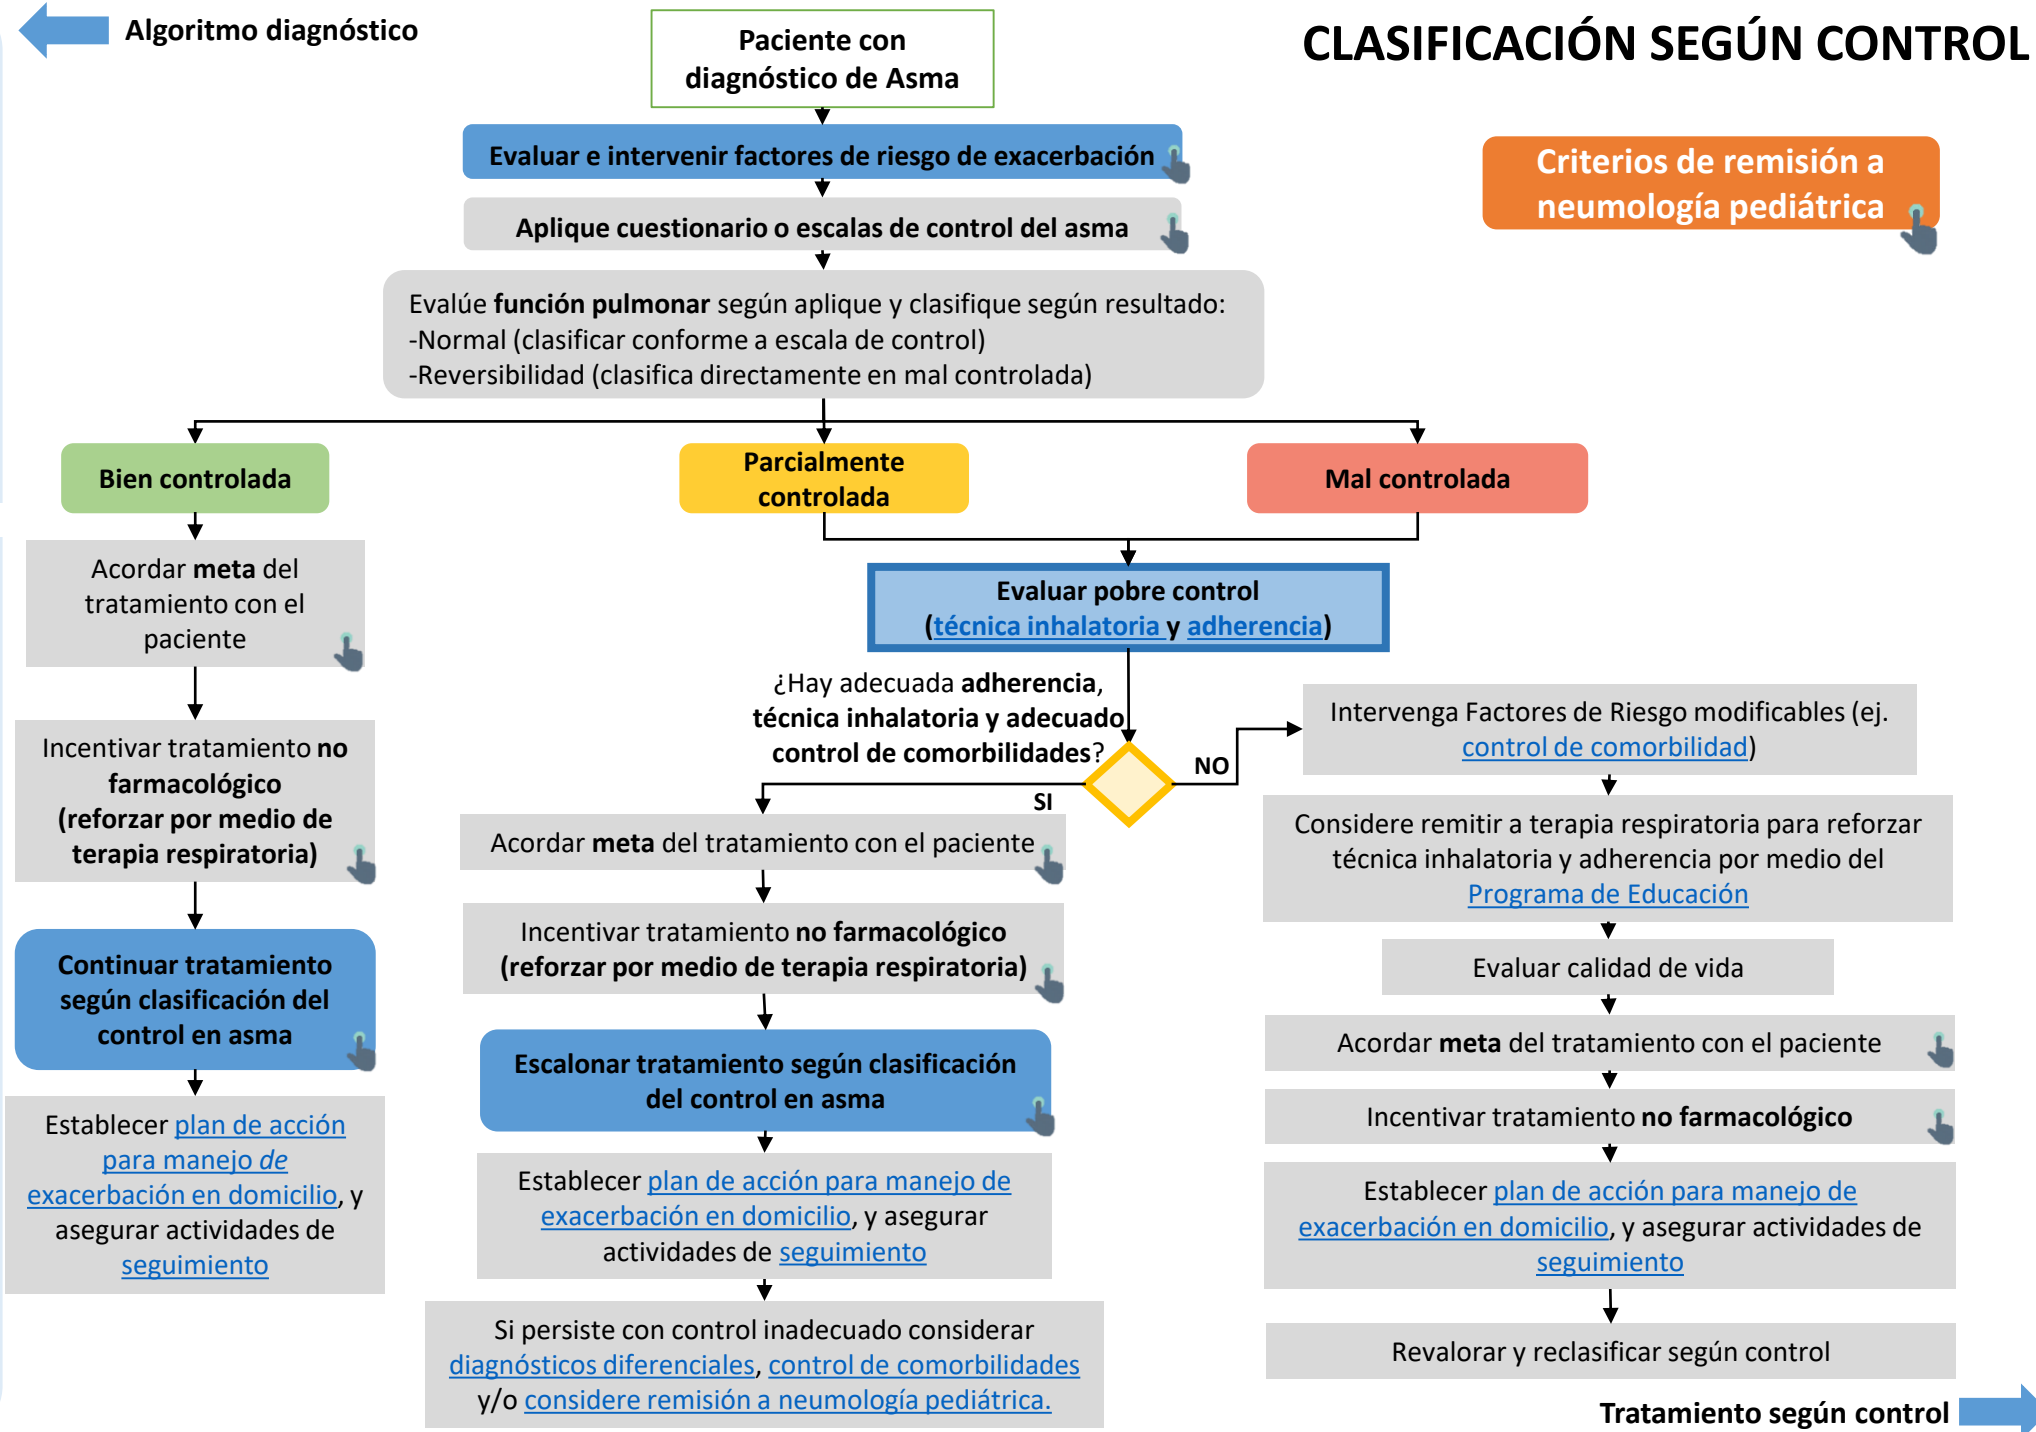 Algoritmo diagnóstico
CLASIFICACIÓN SEGÚN CONTROL
Paciente con
diagnóstico de Asma
Evaluar e intervenir factores de riesgo de exacerbación
Criterios de remisión a
neumología pediátrica
Aplique cuestionario o escalas de control del asma
Evalúe función pulmonar según aplique y clasifique según resultado:
-Normal (clasificar conforme a escala de control)
-Reversibilidad (clasifica directamente en mal controlada)
Bien controlada
Parcialmente
controlada
Mal controlada
Acordar meta del
tratamiento con el
paciente
Incentivar tratamiento no
farmacológico
(reforzar por medio de
terapia respiratoria)
Continuar tratamiento
según clasificación del
control en asma
Establecer plan de acción
para manejo de
exacerbación en domicilio, y
asegurar actividades de
seguimiento
Evaluar pobre control
(técnica inhalatoria y adherencia)
¿Hay adecuada adherencia,
técnica inhalatoria y adecuado
control de comorbilidades?
SI
NO
Acordar meta del tratamiento con el paciente
Incentivar tratamiento no farmacológico
(reforzar por medio de terapia respiratoria)
Escalonar tratamiento según clasificación
del control en asma
Establecer plan de acción para manejo de
exacerbación en domicilio, y asegurar
actividades de seguimiento
Si persiste con control inadecuado considerar
diagnósticos diferenciales, control de comorbilidades
y/o considere remisión a neumología pediátrica.
Intervenga Factores de Riesgo modificables (ej.
control de comorbilidad)
Considere remitir a terapia respiratoria para reforzar
técnica inhalatoria y adherencia por medio del
Programa de Educación
Evaluar calidad de vida
Acordar meta del tratamiento con el paciente
Incentivar tratamiento no farmacológico
Establecer plan de acción para manejo de
exacerbación en domicilio, y asegurar actividades de
seguimiento
Revalorar y reclasificar según control
Tratamiento según control